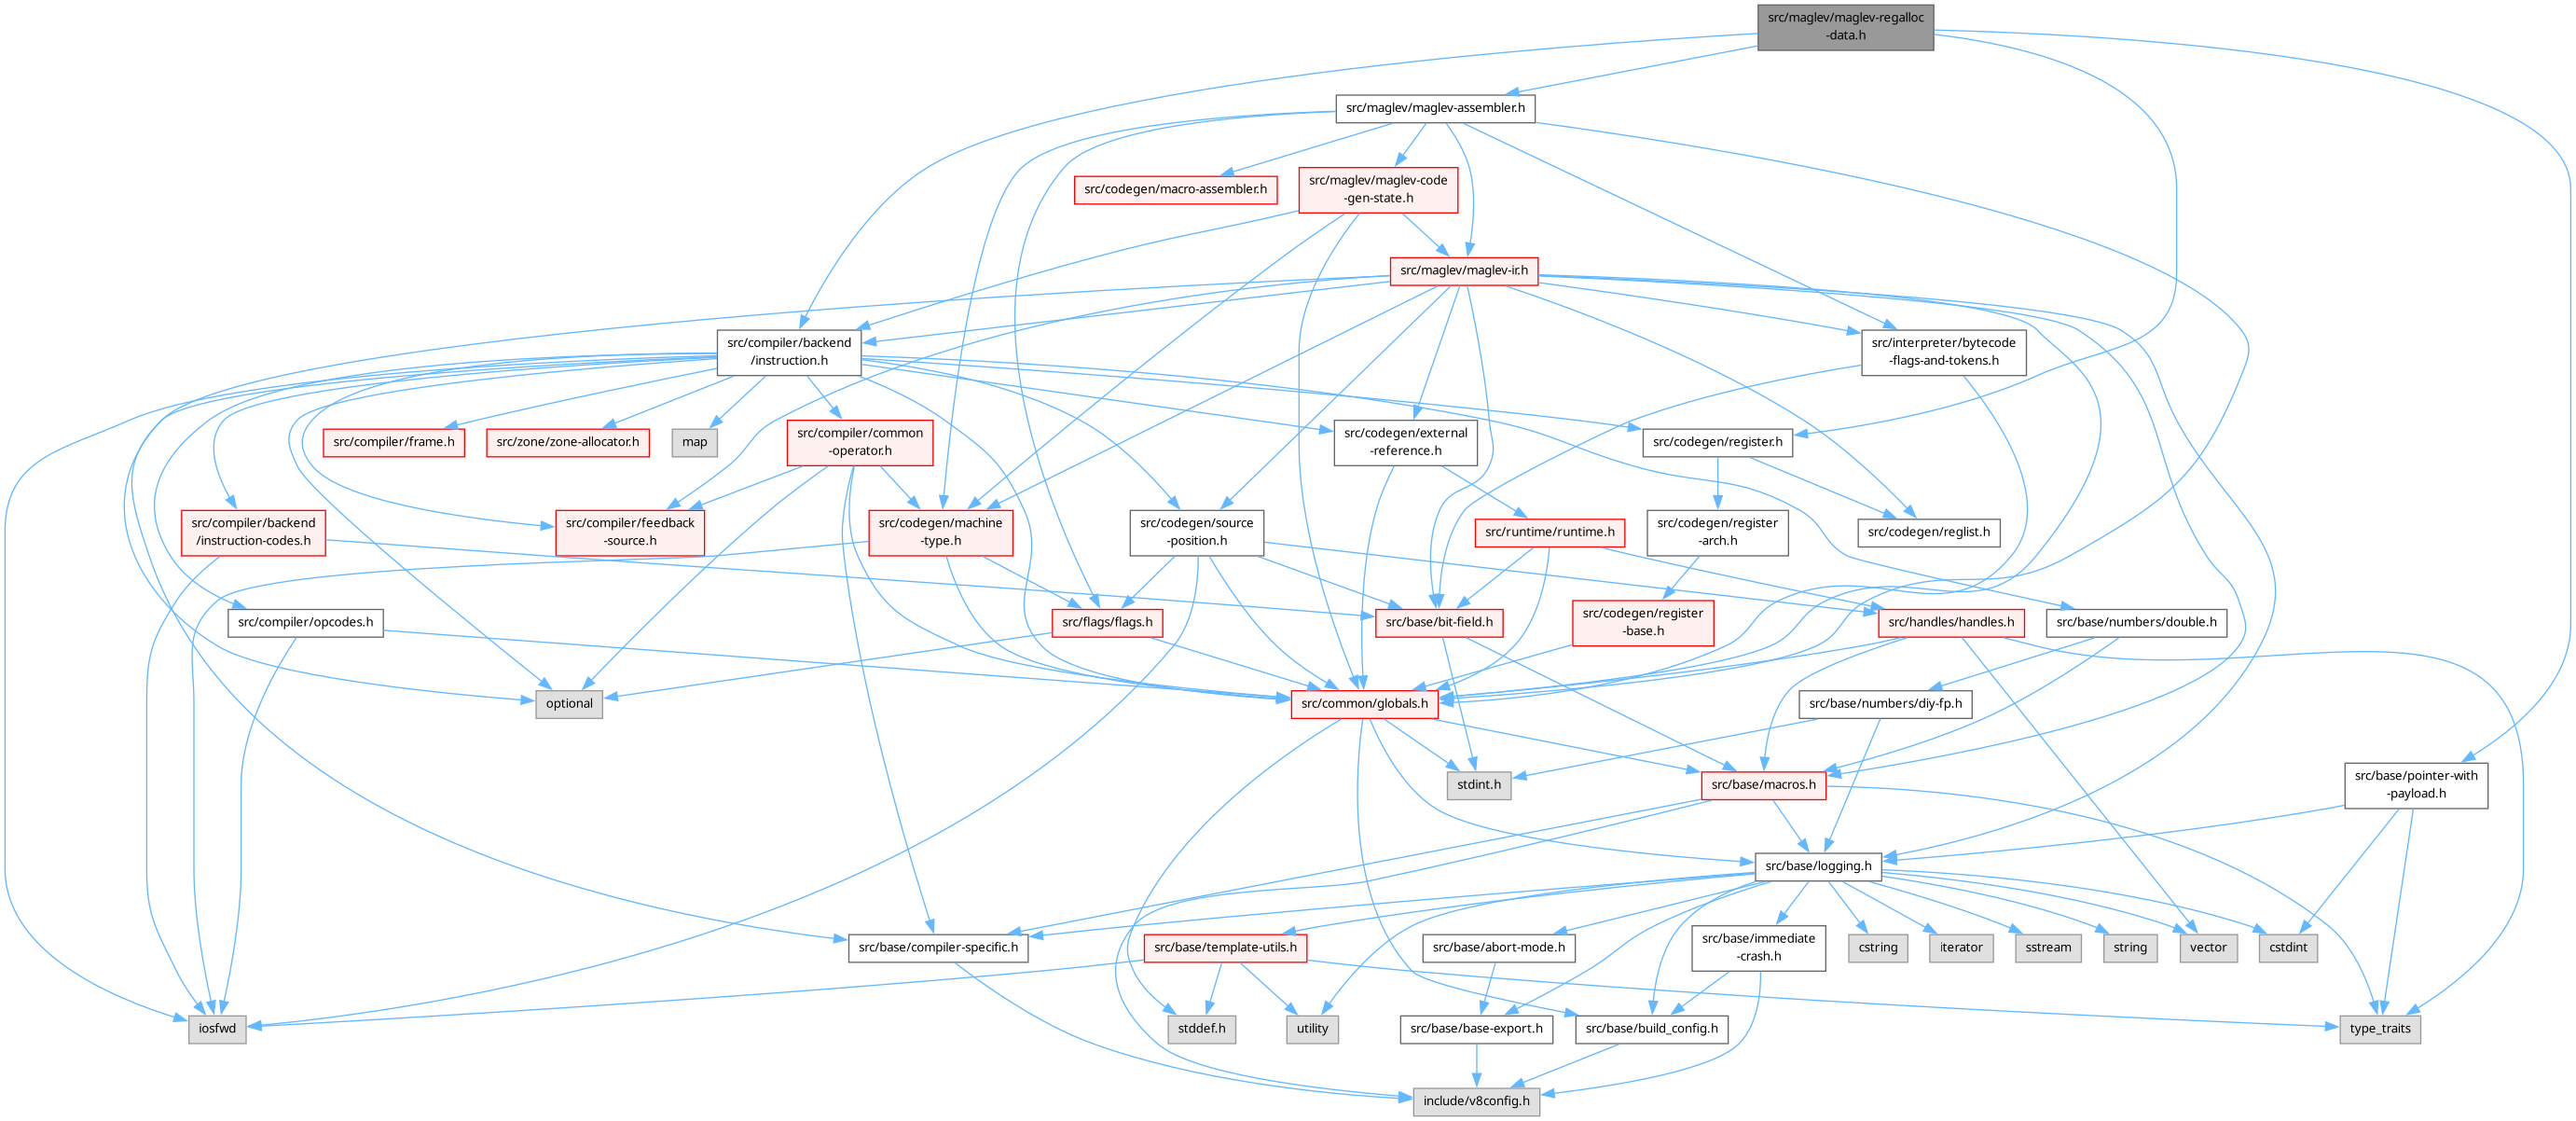 src/maglev/maglev-regalloc
-data.h
src/maglev/maglev-assembler.h
src/codegen/macro-assembler.h
src/maglev/maglev-code
-gen-state.h
src/maglev/maglev-ir.h
src/compiler/backend
/instruction.h
src/interpreter/bytecode
-flags-and-tokens.h
src/compiler/frame.h
src/zone/zone-allocator.h
map
src/compiler/common
-operator.h
src/codegen/external
-reference.h
src/codegen/register.h
src/compiler/backend
/instruction-codes.h
src/compiler/feedback
-source.h
src/codegen/machine
-type.h
src/codegen/source
-position.h
src/runtime/runtime.h
src/codegen/register
-arch.h
src/codegen/reglist.h
src/compiler/opcodes.h
src/flags/flags.h
src/base/bit-field.h
src/codegen/register
-base.h
src/handles/handles.h
src/base/numbers/double.h
optional
src/common/globals.h
src/base/numbers/diy-fp.h
stdint.h
src/base/macros.h
src/base/pointer-with
-payload.h
src/base/logging.h
src/base/compiler-specific.h
src/base/template-utils.h
src/base/abort-mode.h
src/base/immediate
-crash.h
cstring
iterator
sstream
string
vector
cstdint
iosfwd
stddef.h
utility
src/base/base-export.h
src/base/build_config.h
type_traits
include/v8config.h